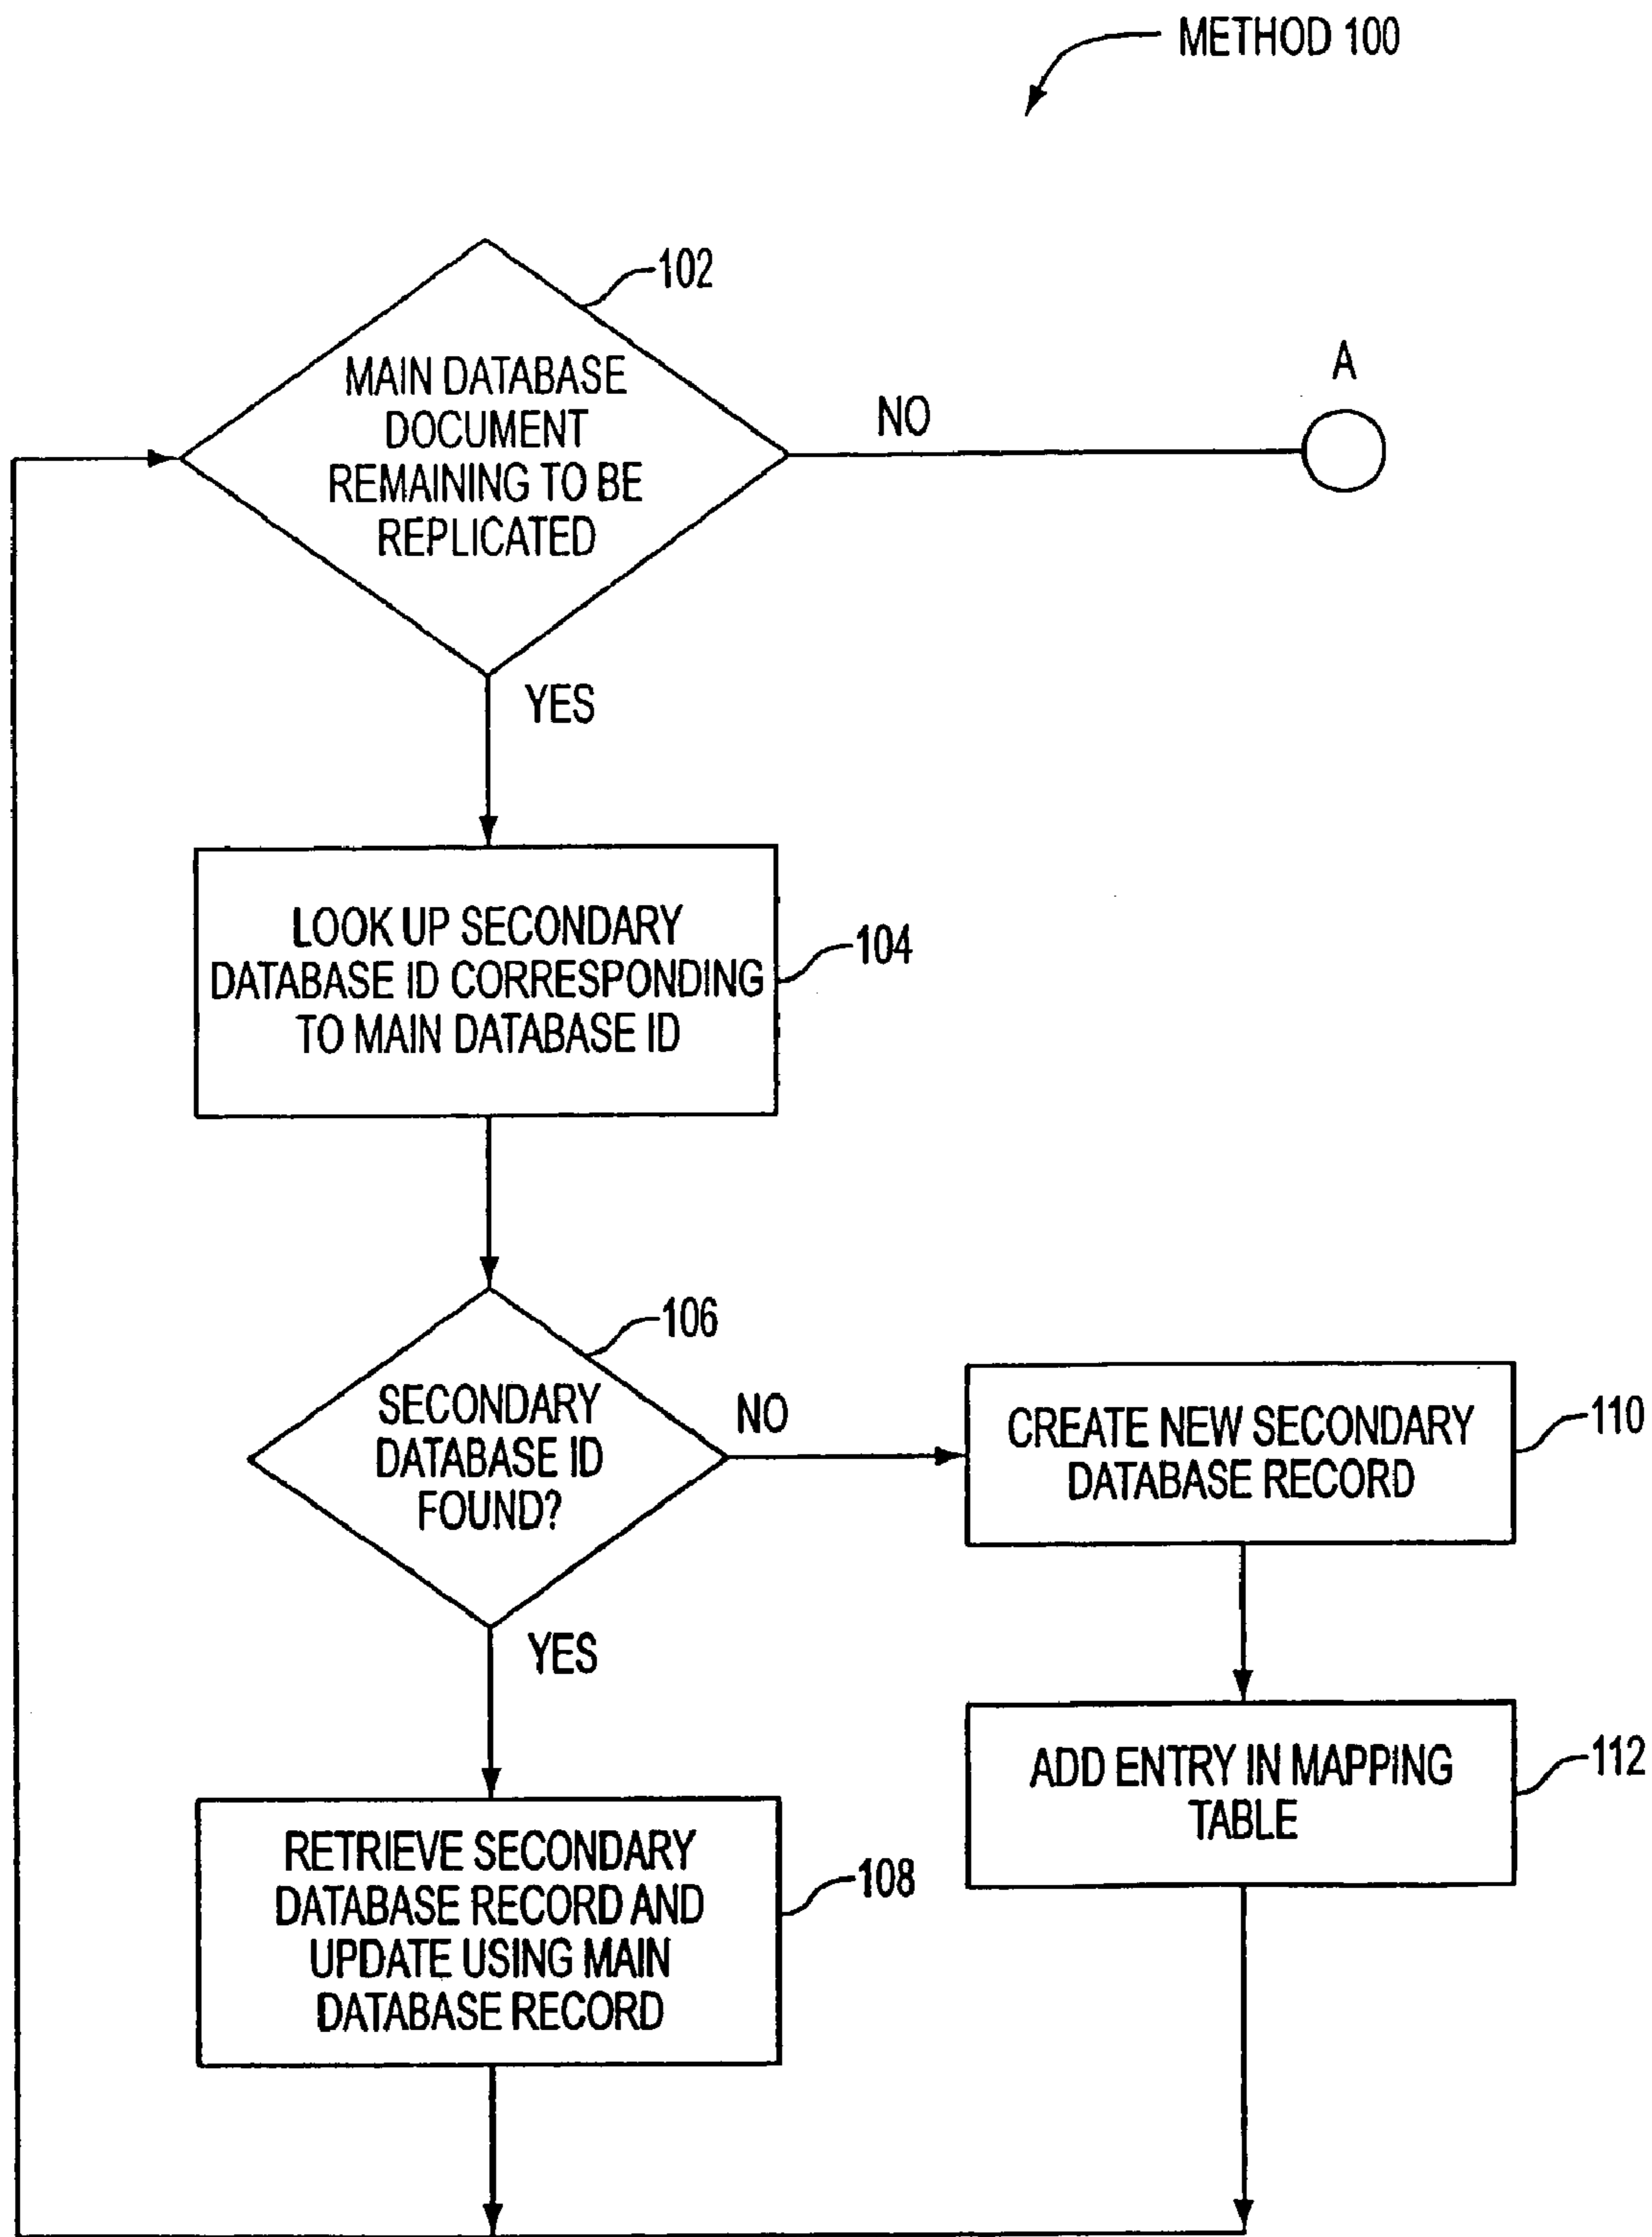 METHOD 100
102
MAIN DATABASE
DOCUMENT
REMAINING TO BE
REPLICATED
NO
A
YES
LOOK UP SECONDARY
DATABASE ID CORRESPONDING
TO MAIN DATABASE ID
104
106
SECONDARY
DATABASE ID
FOUND?
NO
CREATE NEW SECONDARY
DATABASE RECORD
110
YES
ADD ENTRY IN MAPPING
TABLE
112
RETRIEVE SECONDARY
DATABASE RECORD AND
UPDATE USING MAIN
DATABASE RECORD
108